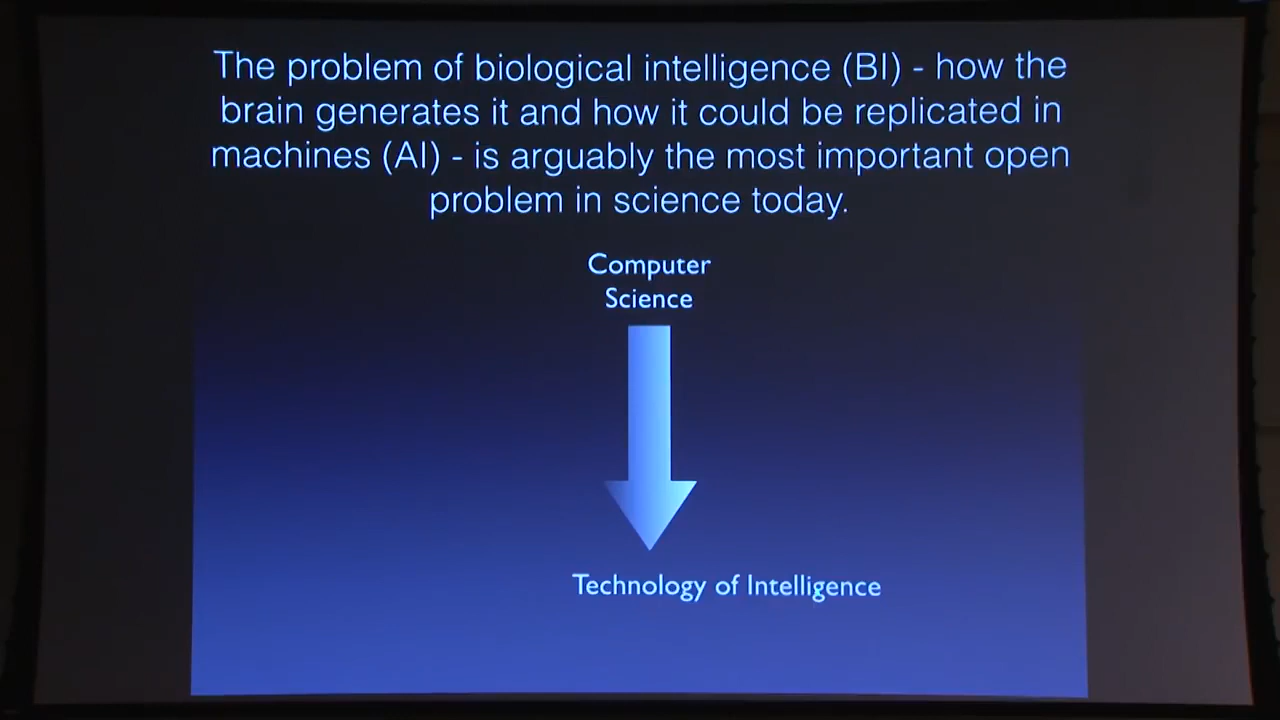 The problem of biological intelligence (BI) - how the
brain generates it and how it could be replicated in
machines (AI) - is arguably the most important open
problem in science today.
Computer
Science
Technology of Intelligence